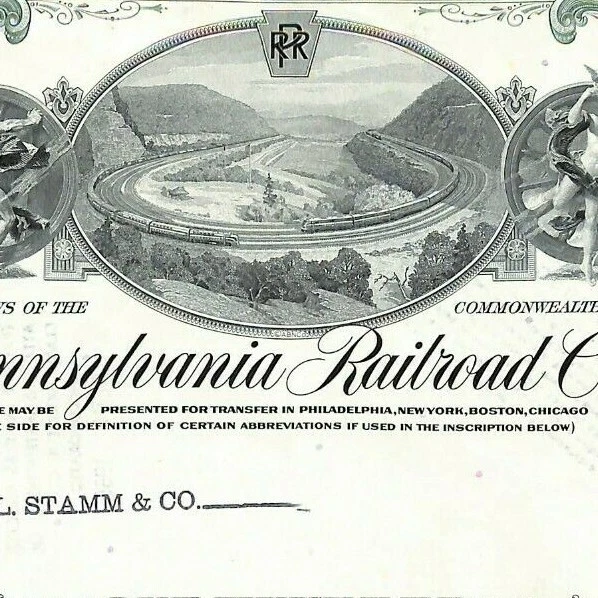 PRR
WS OF THE COMMONWEALTH
nnsylvania Railroad C
E MAY BE PRESENTED FOR TRANSFER IN PHILADELPHIA, NEW YORK, BOSTON, CHICAGO
E SIDE FOR DEFINITION OF CERTAIN ABBREVIATIONS IF USED IN THE INSCRIPTION BELOW)
L. STAMM & CO.